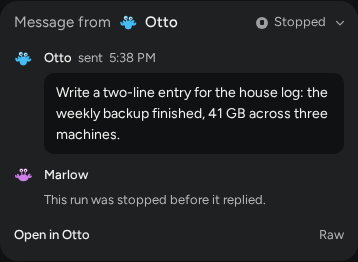 Message from Otto Stopped
Otto sent 5:38 PM
Write a two-line entry for the house log: the
weekly backup finished, 41 GB across three
machines.
Marlow
This run was stopped before it replied.
Open in Otto Raw